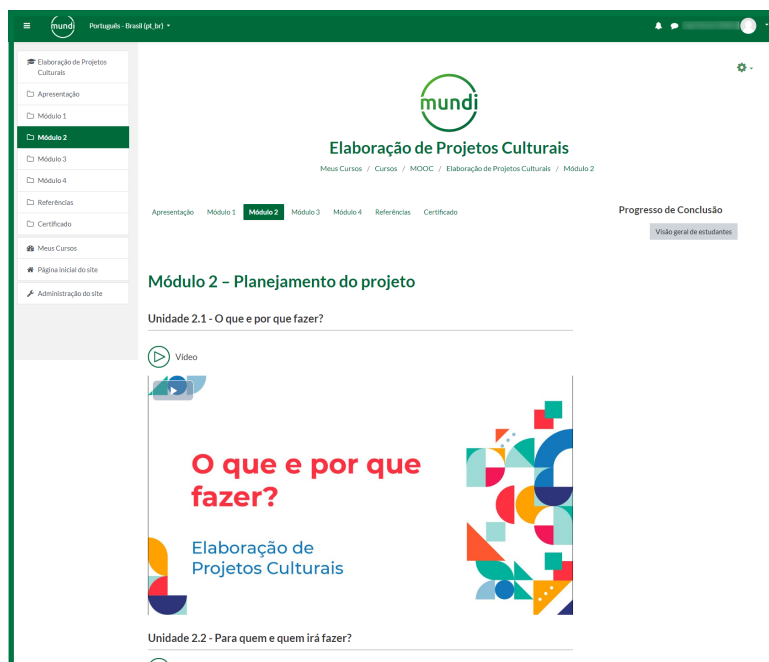 mundi
Português - Brasil (pt_br)
Elaboração de Projetos
Culturais
Apresentação
Módulo 1
Módulo 2
Módulo 3
Módulo 4
Referências
Certificado
Meus Cursos
Página inicial do site
Administração do site
mundi
Elaboração de Projetos Culturais
Meus Cursos / Cursos / MOOC / Elaboração de Projetos Culturais / Módulo 2
Apresentação Módulo 1 Módulo 2 Módulo 3 Módulo 4 Referências Certificado
Progresso de Conclusão
Visão geral de estudantes
Módulo 2 – Planejamento do projeto
Unidade 2.1 - O que e por que fazer?
Vídeo
O que e por que
fazer?
Elaboração de
Projetos Culturais
Unidade 2.2 - Para quem e quem irá fazer?